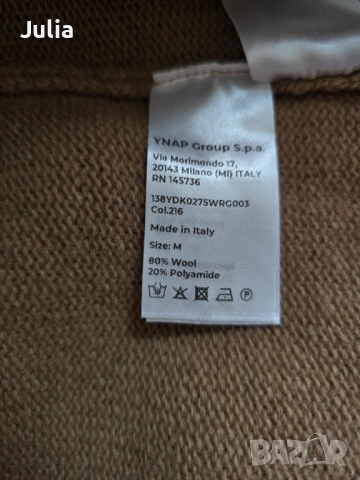 Julia
YNAP Group S.p.a.
Via Morimondo 17,
20143 Milano (MI) ITALY
RN 145736
138YDK0275WRG003
Col.216
Made in Italy
Size: M
80% Wool
20% Polyamide
BAZAR